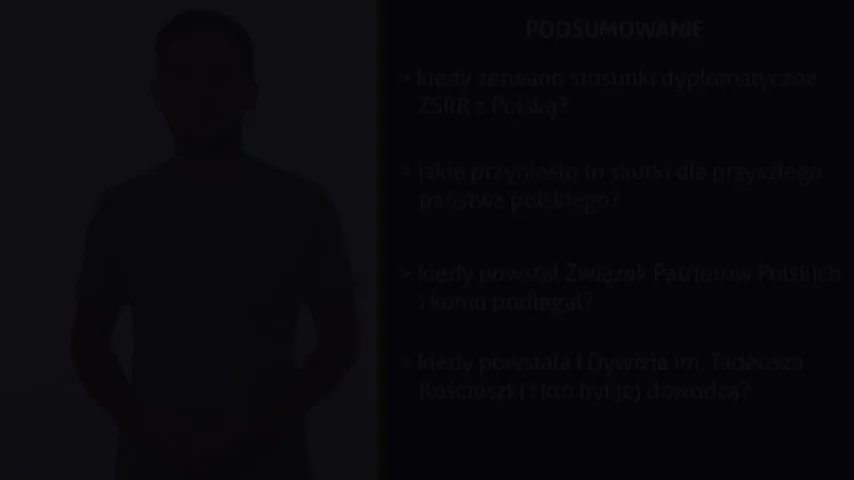 PODSUMOWANIE
> kiedy zerwano stosunki dyplomatyczne
ZSRR z Polską?
> jakie przyniosło to skutki dla przyszłego
państwa polskiego?
> kiedy powstał Związek Patriotów Polskich
i komu podlegał?
> kiedy powstała I Dywizja im. Tadeusza
Kościuszki i kto był jej dowódcą?